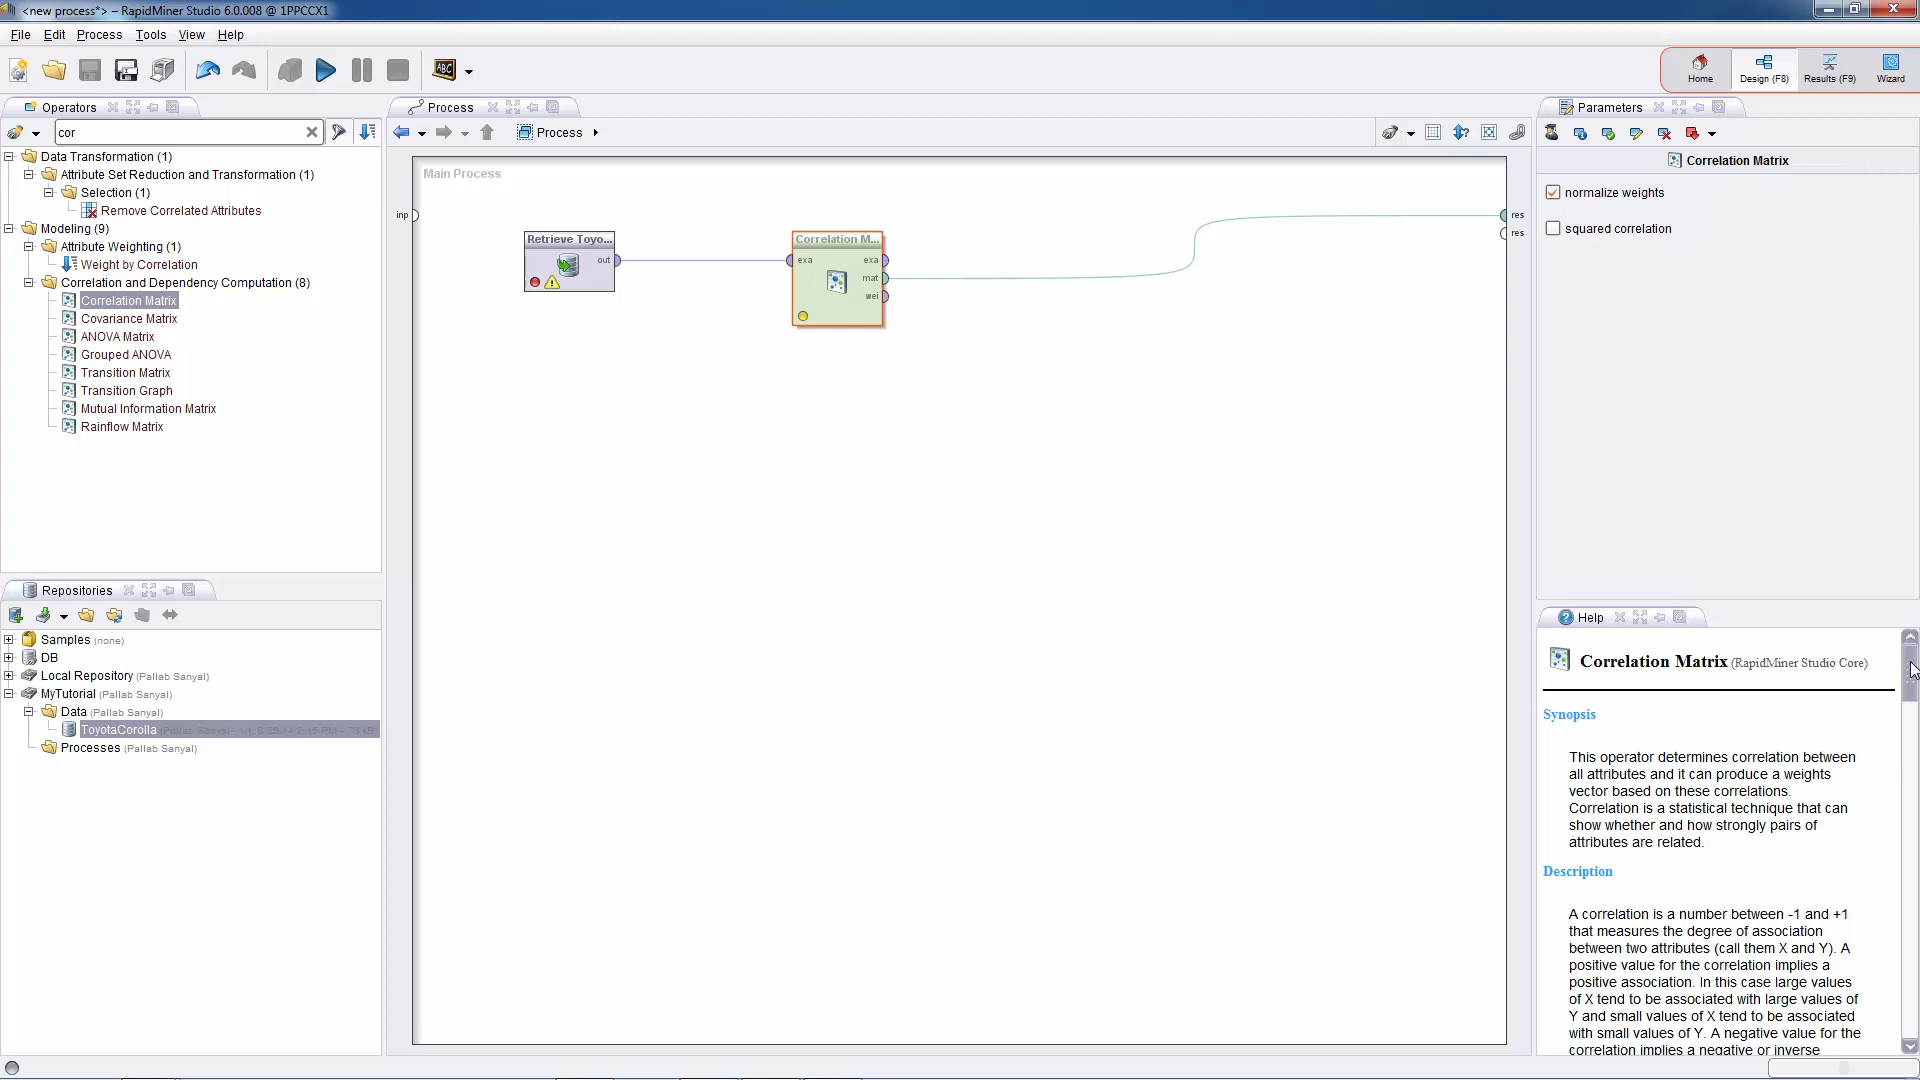 <new process*> – RapidMiner Studio 6.0.008 @ 1PPCCX1
File Edit Process Tools View Help
ABC
Home Design (F8) Results (F9) Wizard
Operators
cor
Data Transformation (1)
Attribute Set Reduction and Transformation (1)
Selection (1)
Remove Correlated Attributes
Modeling (9)
Attribute Weighting (1)
Weight by Correlation
Correlation and Dependency Computation (8)
Correlation Matrix
Covariance Matrix
ANOVA Matrix
Grouped ANOVA
Transition Matrix
Transition Graph
Mutual Information Matrix
Rainflow Matrix
Repositories
Samples (none)
DB
Local Repository (Pallab Sanyal)
MyTutorial (Pallab Sanyal)
Data (Pallab Sanyal)
ToyotaCorolla
Processes (Pallab Sanyal)
Process
Process
Main Process
inp
Retrieve Toyo...
out
Correlation M...
exa exa
mat
wei
res
res
Parameters
Correlation Matrix
normalize weights
squared correlation
Help
Correlation Matrix (RapidMiner Studio Core)
Synopsis
This operator determines correlation between
all attributes and it can produce a weights
vector based on these correlations.
Correlation is a statistical technique that can
show whether and how strongly pairs of
attributes are related.
Description
A correlation is a number between -1 and +1
that measures the degree of association
between two attributes (call them X and Y). A
positive value for the correlation implies a
positive association. In this case large values
of X tend to be associated with large values of
Y and small values of X tend to be associated
with small values of Y. A negative value for the
correlation implies a negative or inverse